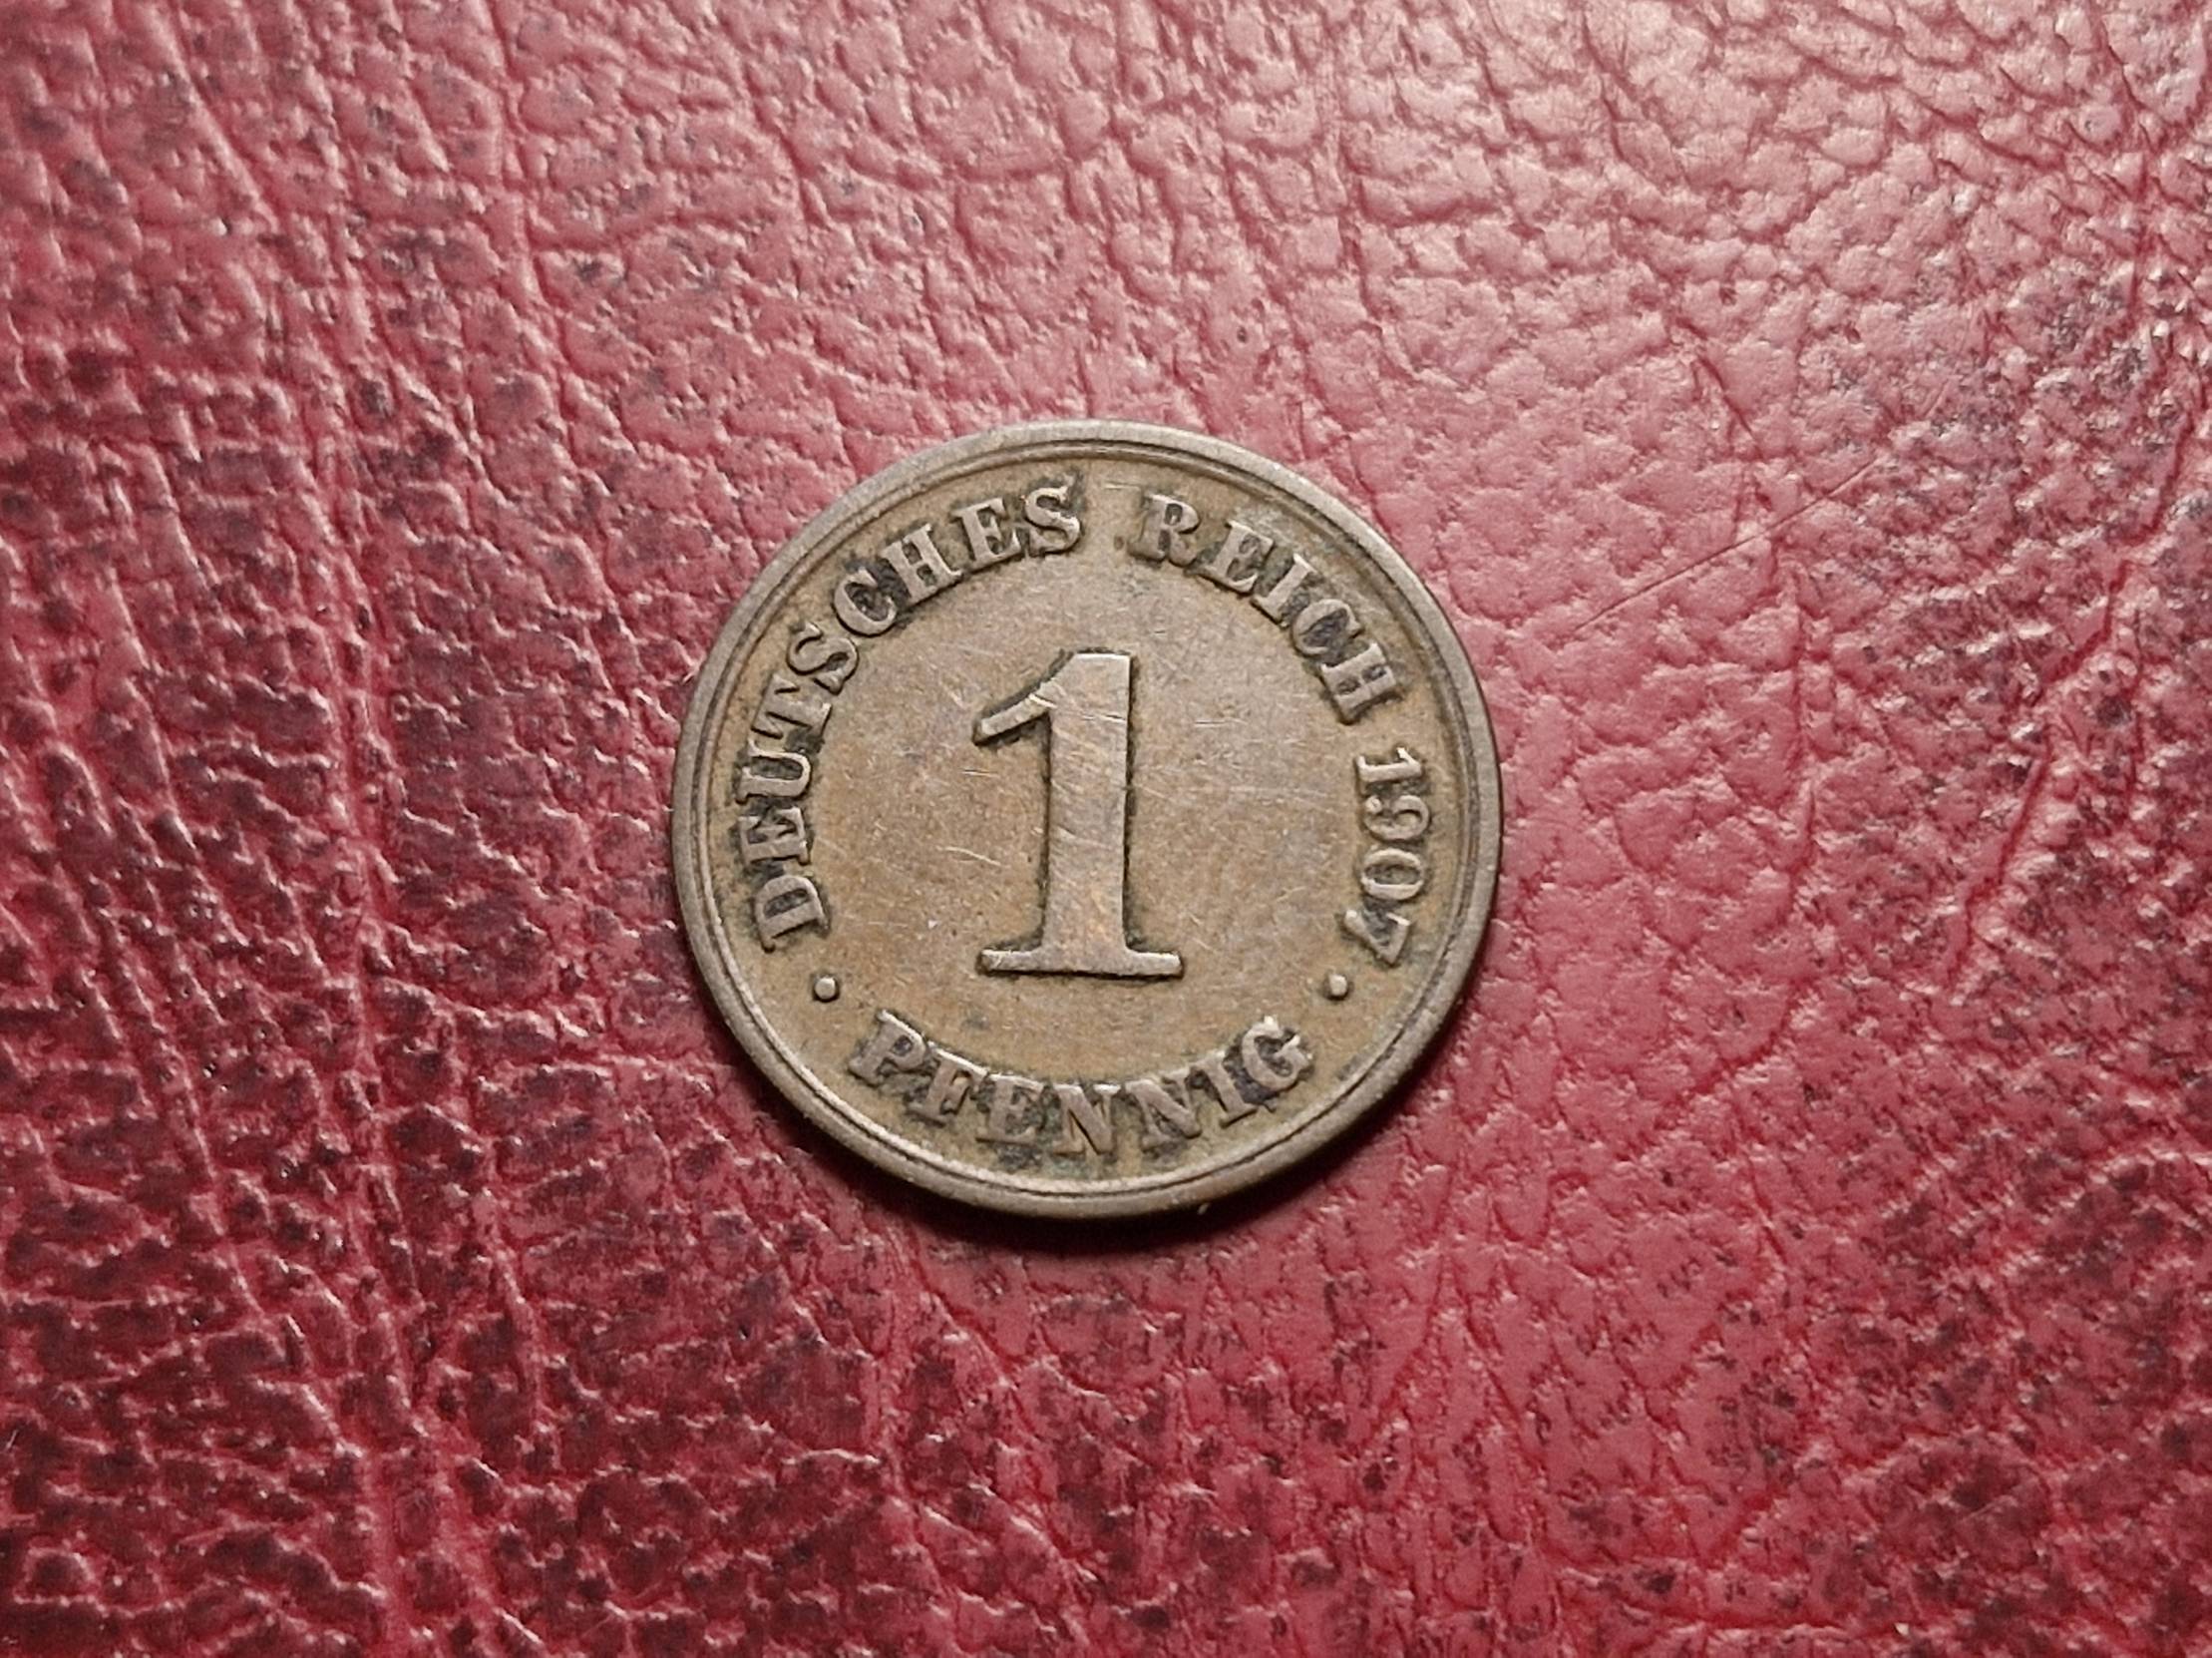 DEUTSCHES REICH 1907
1
· PFENNIG ·